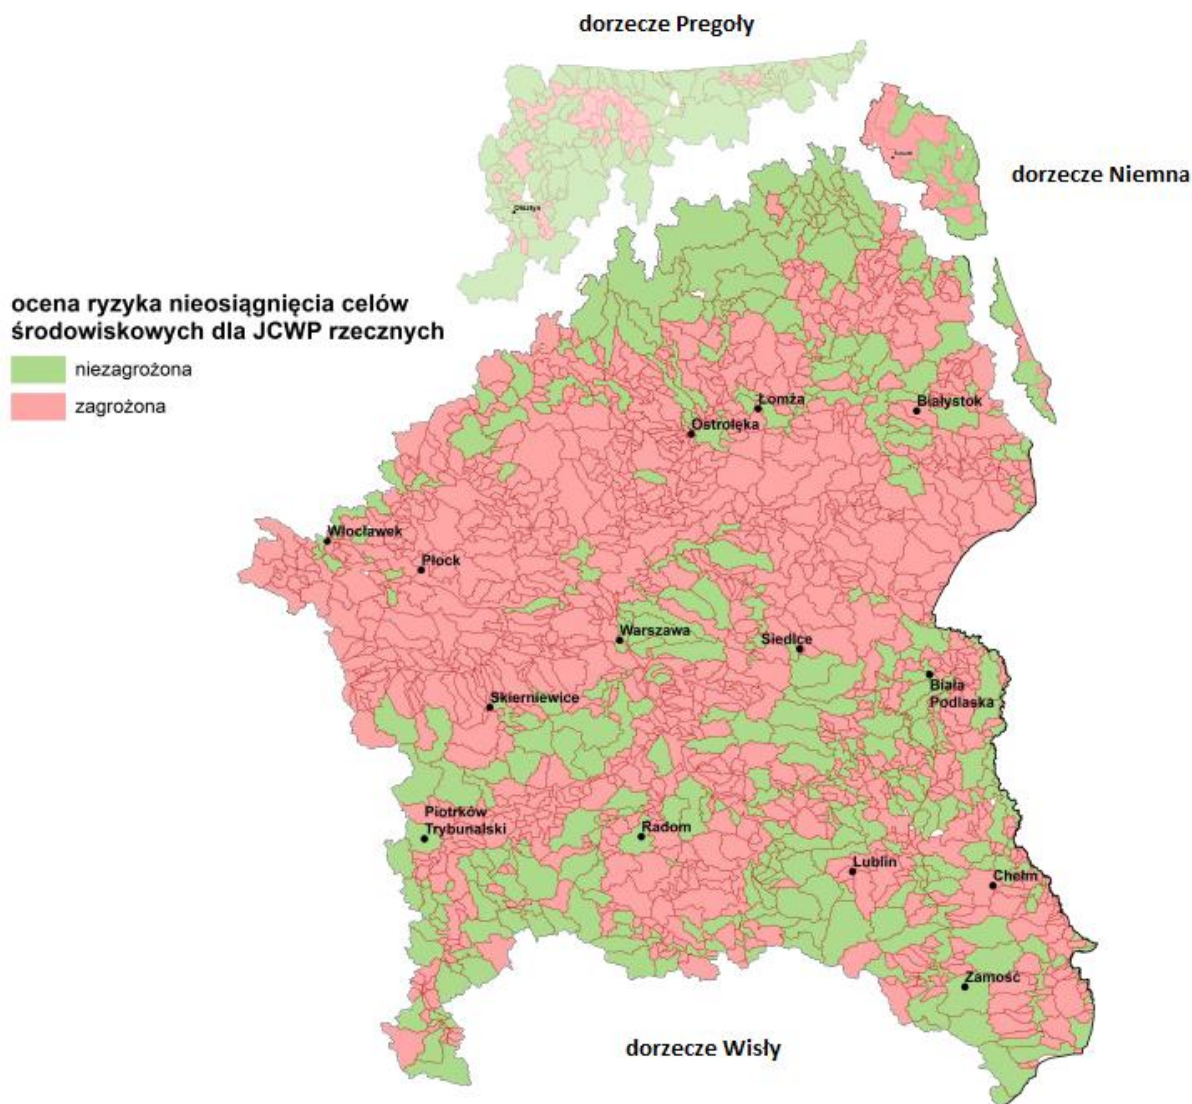 dorzecze Pregoły
dorzecze Niemna
Olsztyn
ocena ryzyka nieosiągnięcia celów
środowiskowych dla JCWP rzecznych
niezagrożona
zagrożona
Łomża
Białystok
Ostrołęka
Włocławek
Płock
Warszawa
Siedlce
Biała
Podlaska
Skierniewice
Piotrków
Trybunalski
Radom
Lublin
Chełm
Zamość
dorzecze Wisły